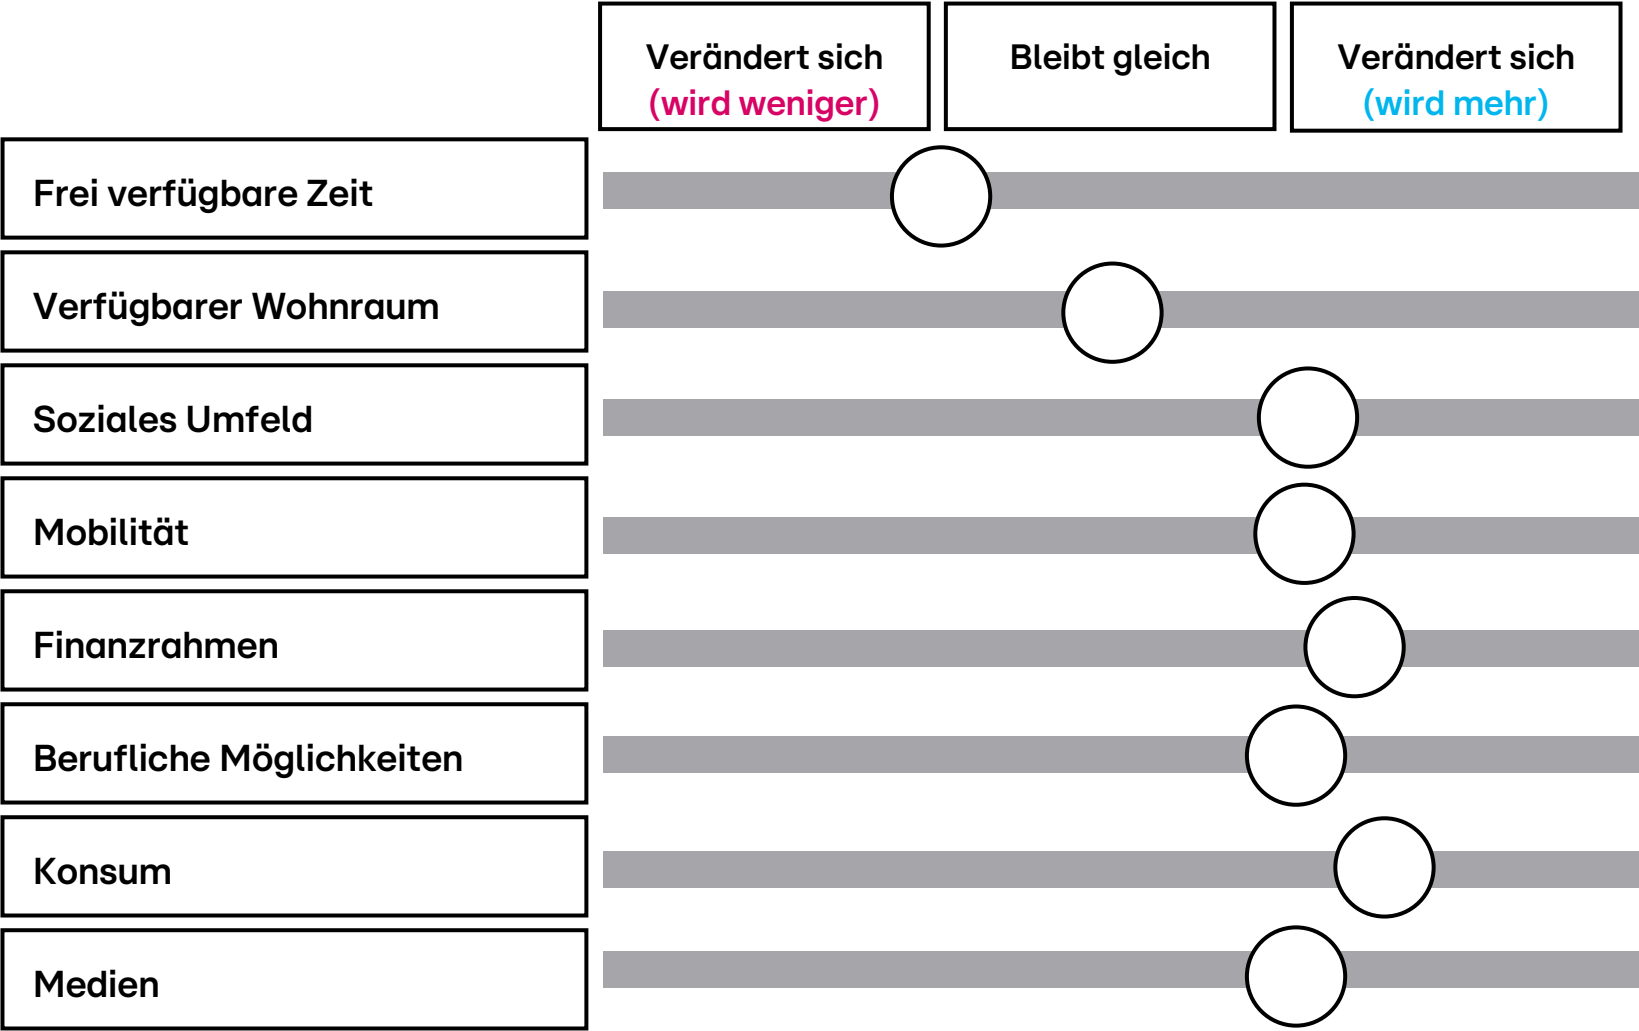 Verändert sich
(wird weniger)
Bleibt gleich
Verändert sich
(wird mehr)
Frei verfügbare Zeit
Verfügbarer Wohnraum
Soziales Umfeld
Mobilität
Finanzrahmen
Berufliche Möglichkeiten
Konsum
Medien